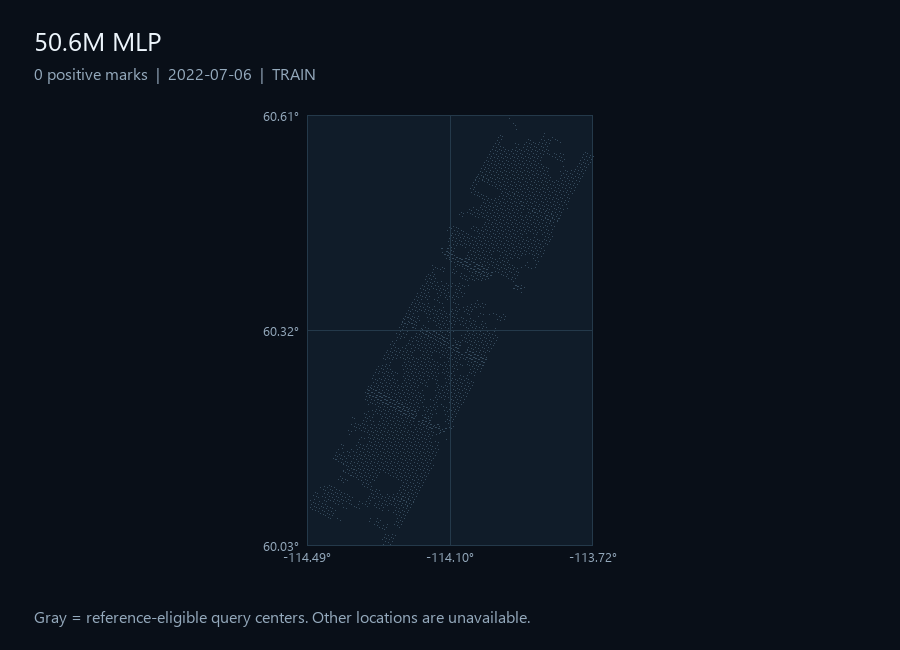 50.6M MLP
0 positive marks | 2022-07-06 | TRAIN
60.61°
60.32°
60.03°
-114.49°
-114.10°
-113.72°
Gray = reference-eligible query centers. Other locations are unavailable.